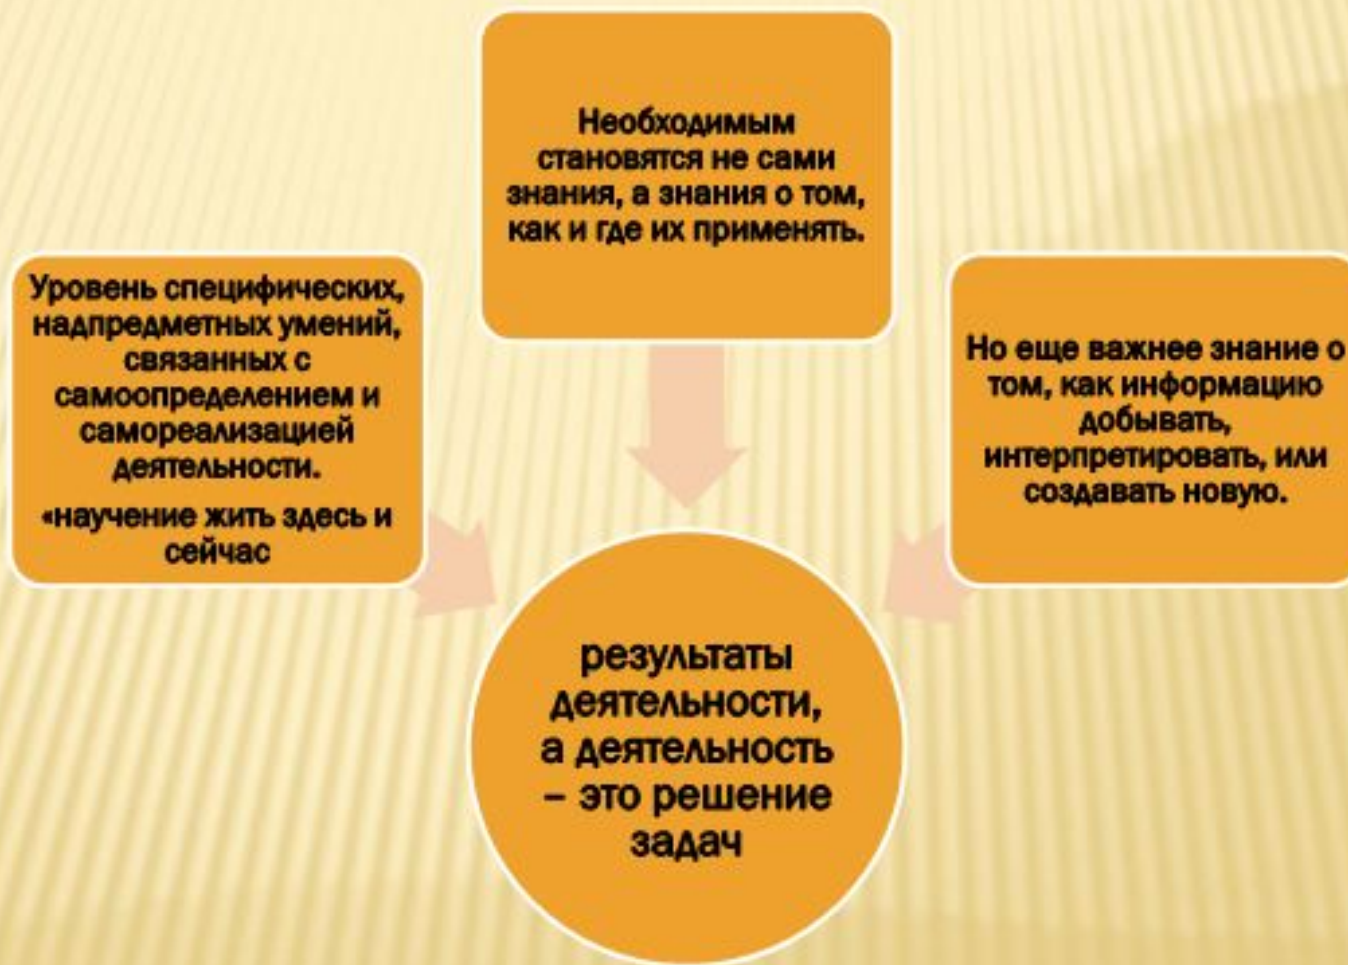 Необходимым
становятся не сами
знания, а знания о том,
как и где их применять.
Уровень специфических,
надпредметных умений,
связанных с
самоопределением и
самореализацией
деятельности.
«научение жить здесь и
сейчас
Но еще важнее знание о
том, как информацию
добывать,
интерпретировать, или
создавать новую.
результаты
деятельности,
а деятельность
– это решение
задач